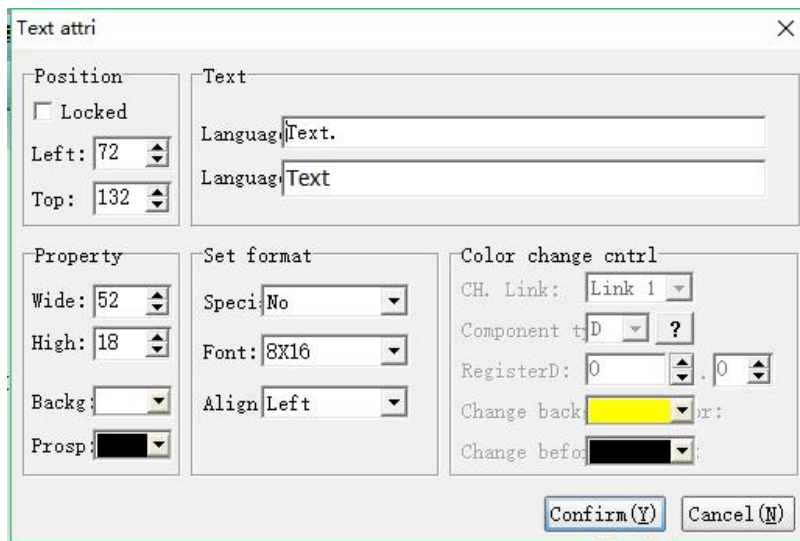 Text attri
Position
Locked
Left: 72
Top: 132
Text
Languag Text.
Languag Text
Property
Wide: 52
High: 18
Backg:
Prosp:
Set format
Speci: No
Font: 8X16
Align Left
Color change cntrl
CH. Link: Link 1
Component t D ?
RegisterD: 0 . 0
Change back r:
Change befo :
Confirm(Y) Cancel(N)